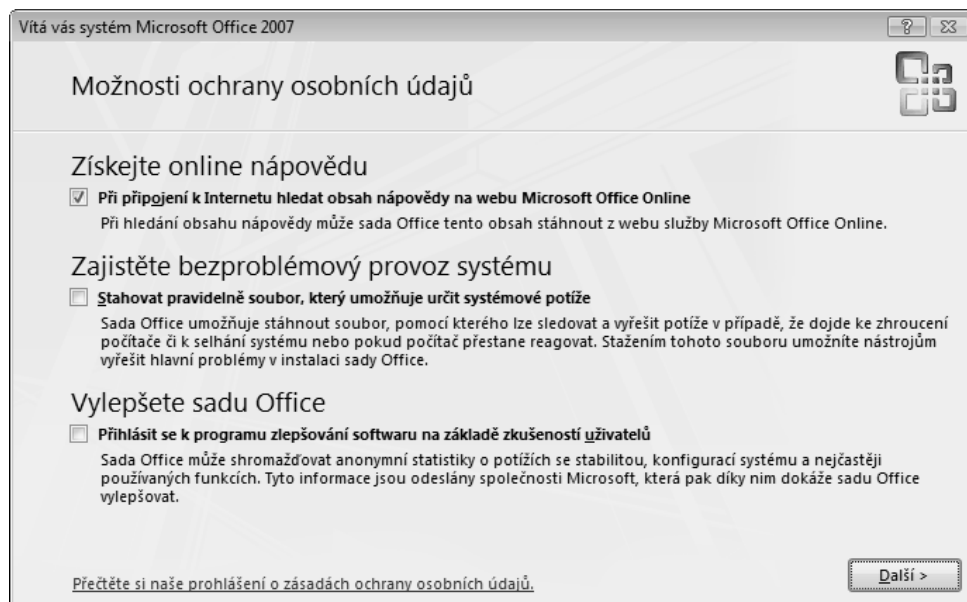 Vítá vás systém Microsoft Office 2007
Možnosti ochrany osobních údajů
Získejte online nápovědu
Při připojení k Internetu hledat obsah nápovědy na webu Microsoft Office Online
Při hledání obsahu nápovědy může sada Office tento obsah stáhnout z webu služby Microsoft Office Online.
Zajistěte bezproblémový provoz systému
Stahovat pravidelně soubor, který umožňuje určit systémové potíže
Sada Office umožňuje stáhnout soubor, pomocí kterého lze sledovat a vyřešit potíže v případě, že dojde ke zhroucení
počítače či k selhání systému nebo pokud počítač přestane reagovat. Stažením tohoto souboru umožníte nástrojům
vyřešit hlavní problémy v instalaci sady Office.
Vylepšete sadu Office
Přihlásit se k programu zlepšování softwaru na základě zkušeností uživatelů
Sada Office může shromažďovat anonymní statistiky o potížích se stabilitou, konfigurací systému a nejčastěji
používaných funkcích. Tyto informace jsou odeslány společnosti Microsoft, která pak díky nim dokáže sadu Office
vylepšovat.
Přečtěte si naše prohlášení o zásadách ochrany osobních údajů.
Další >